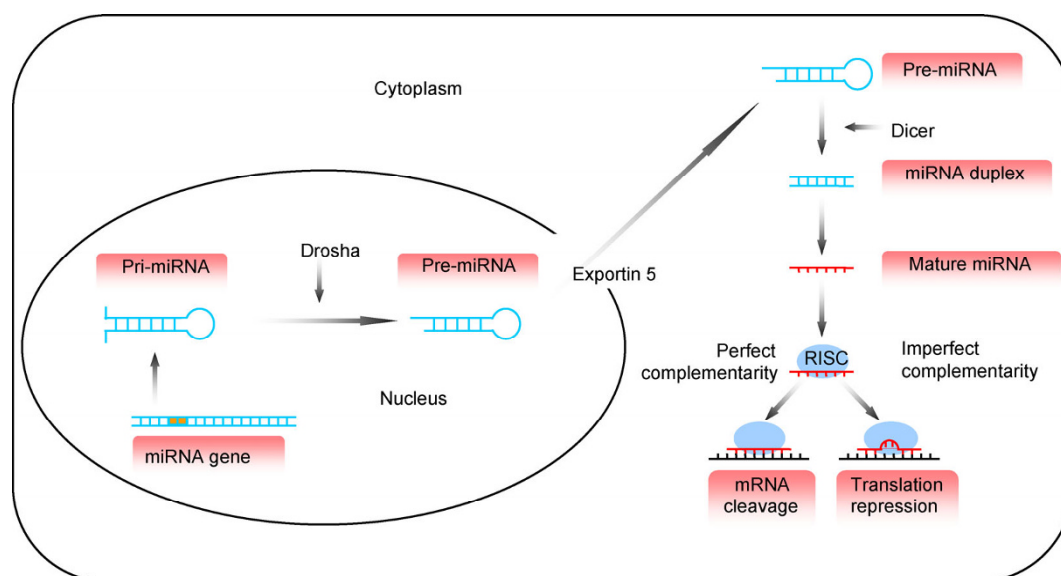 Cytoplasm
Pre-miRNA
Dicer
miRNA duplex
Mature miRNA
Drosha
Pri-miRNA
Pre-miRNA
Exportin 5
Nucleus
miRNA gene
Perfect
complementarity
RISC
Imperfect
complementarity
mRNA
cleavage
Translation
repression